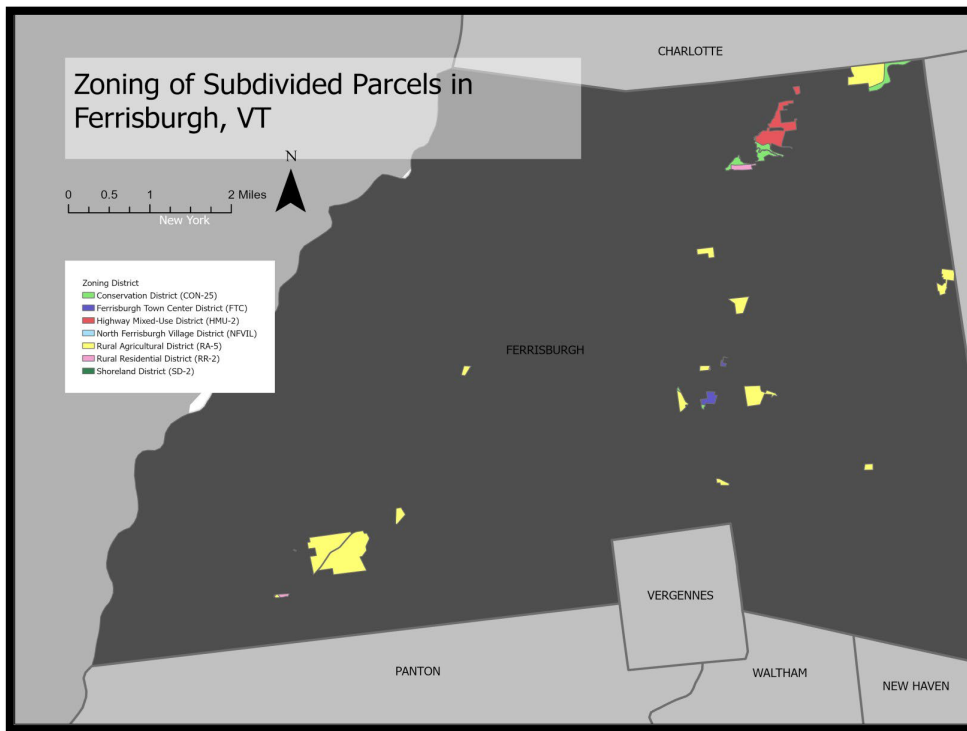 CHARLOTTE
Zoning of Subdivided Parcels in
Ferrisburgh, VT
N
0 0.5 1 2 Miles
New York
Zoning District
Conservation District (CON-25)
Ferrisburgh Town Center District (FTC)
Highway Mixed-Use District (HMU-2)
North Ferrisburgh Village District (NFVIL)
Rural Agricultural District (RA-5)
Rural Residential District (RR-2)
Shoreland District (SD-2)
FERRISBURGH
VERGENNES
PANTON
WALTHAM
NEW HAVEN